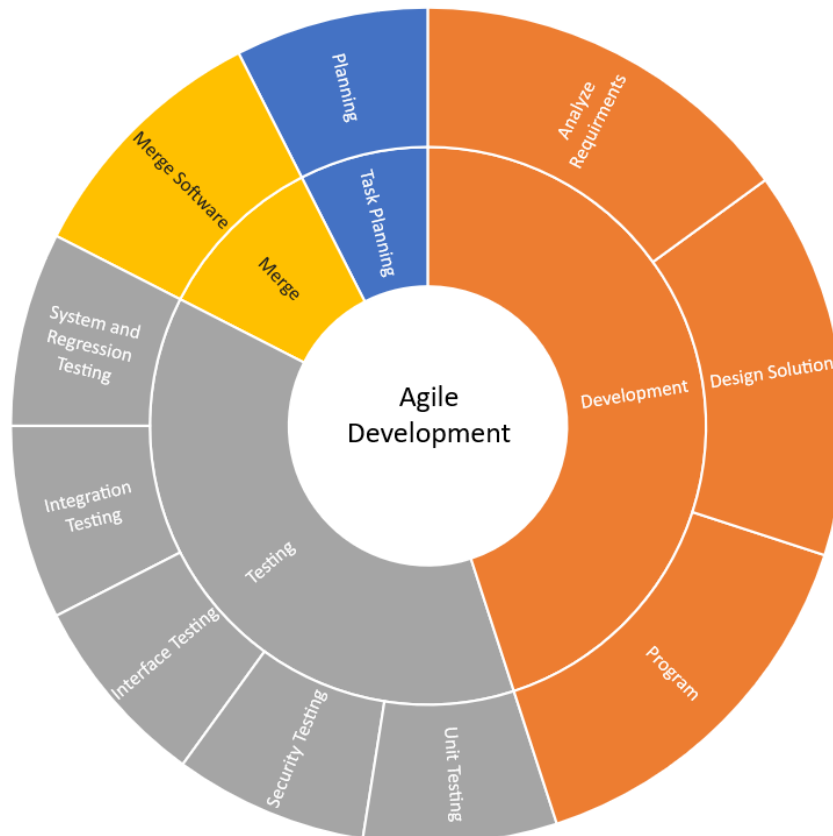 Agile
Development
Development
Analyze
Requirments
Design Solution
Program
Testing
Unit Testing
Security Testing
Interface Testing
Integration
Testing
System and
Regression
Testing
Merge
Merge Software
Task Planning
Planning